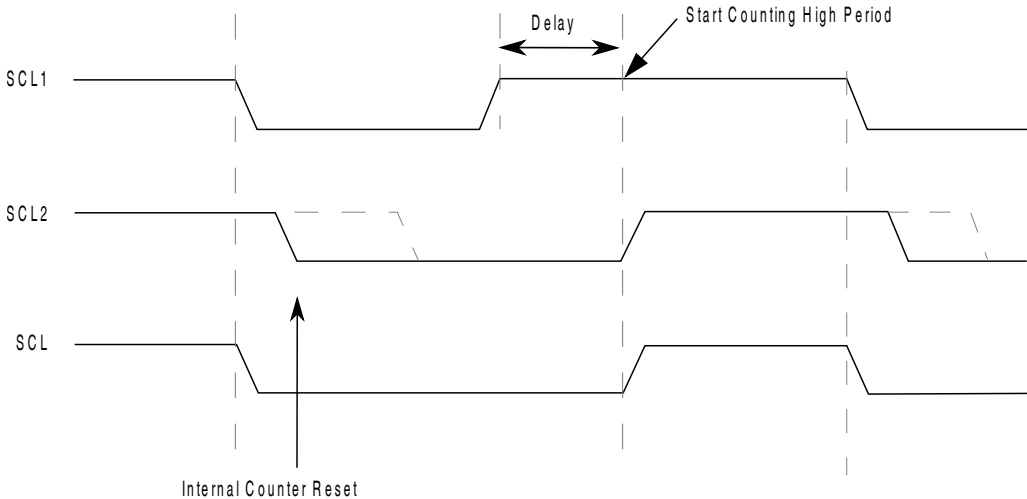 Start Counting High Period
Delay
SCL1
SCL2
SCL
Internal Counter Reset